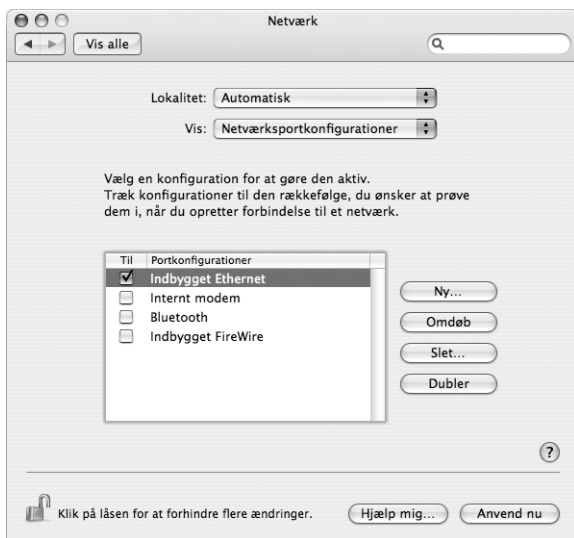 Netværk
Vis alle
Lokalitet: Automatisk
Vis: Netværksportkonfigurationer
Vælg en konfiguration for at gøre den aktiv.
Træk konfigurationer til den rækkefølge, du ønsker at prøve
dem i, når du opretter forbindelse til et netværk.
Til Portkonfigurationer
Indbygget Ethernet
Internt modem
Bluetooth
Indbygget FireWire
Ny...
Omdøb
Slet...
Dubler
?
Klik på låsen for at forhindre flere ændringer.
Hjælp mig... Anvend nu